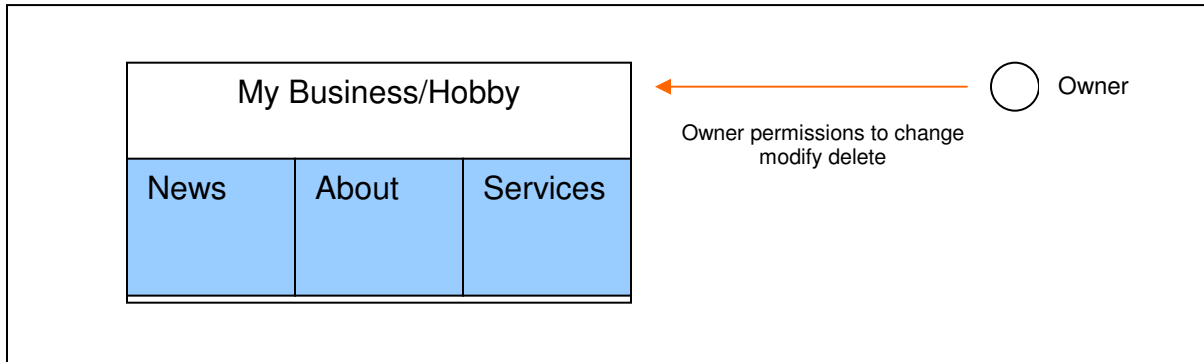 My Business/Hobby
Owner
Owner permissions to change
modify delete
News
About
Services